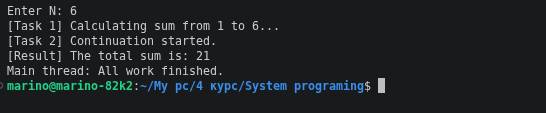 Enter N: 6
[Task 1] Calculating sum from 1 to 6...
[Task 2] Continuation started.
[Result] The total sum is: 21
Main thread: All work finished.
marino@marino-82k2:~/My pc/4 курс/System programing$